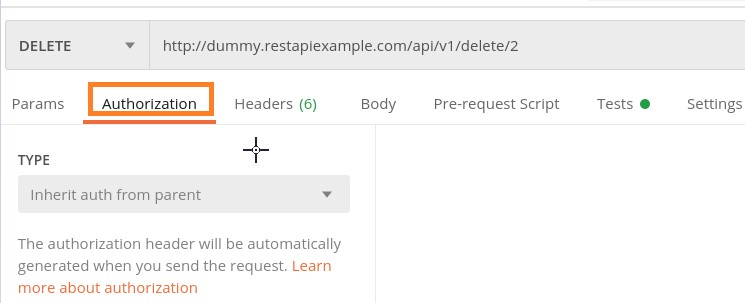 DELETE http://dummy.restapiexample.com/api/v1/delete/2
Params Authorization Headers (6) Body Pre-request Script Tests Settings
TYPE
Inherit auth from parent
The authorization header will be automatically
generated when you send the request. Learn
more about authorization